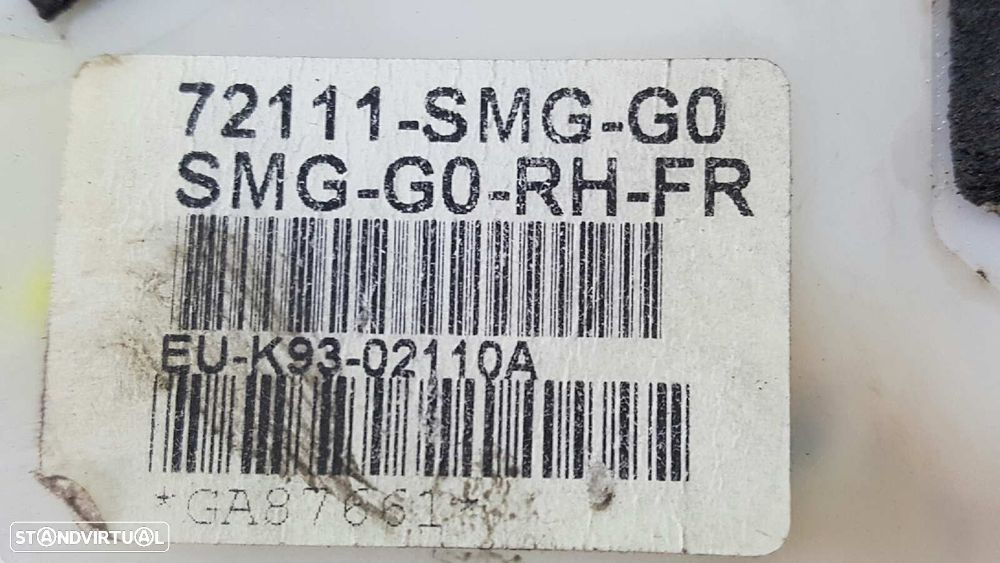 72111-SMG-G0
SMG-G0-RH-FR
EU-K93-02110A
*GA87661*
STANDVIRTUAL